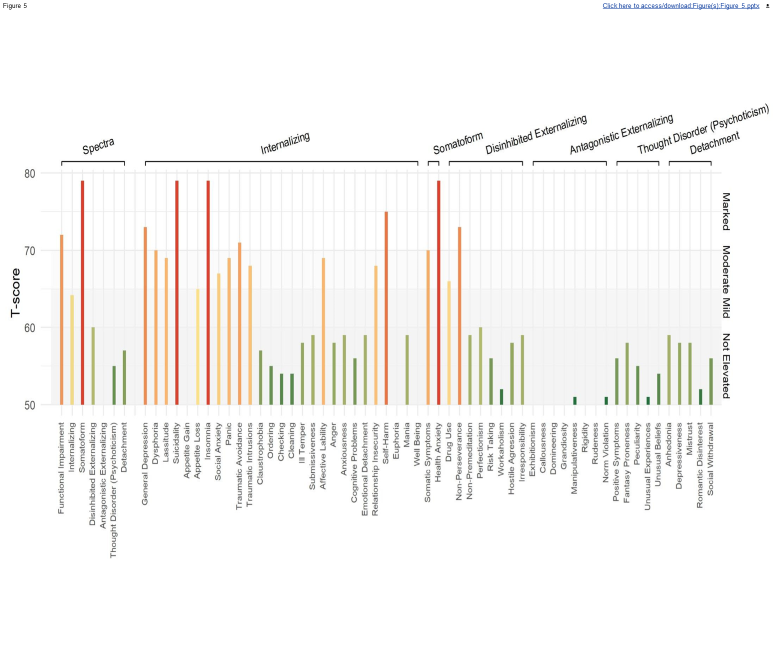 Figure 5
Click here to access/download;Figure(s);Figure_5.pptx
Spectra
Internalizing
Somatoform
Disinhibited Externalizing
Antagonistic Externalizing
Thought Disorder (Psychoticism)
Detachment
80
70
60
50
T-score
Marked
Moderate
Mild
Not Elevated
Functional Impairment
Internalizing
Somatoform
Disinhibited Externalizing
Antagonistic Externalizing
Thought Disorder (Psychoticism)
Detachment
General Depression
Dysphoria
Lassitude
Suicidality
Appetite Gain
Appetite Loss
Insomnia
Social Anxiety
Panic
Traumatic Avoidance
Traumatic Intrusions
Claustrophobia
Ordering
Checking
Cleaning
Ill Temper
Submissiveness
Affective Lability
Anger
Anxiousness
Cognitive Problems
Emotional Detachment
Relationship Insecurity
Self-Harm
Euphoria
Mania
Well Being
Somatic Symptoms
Health Anxiety
Drug Use
Non-Perseverance
Non-Premeditation
Perfectionism
Risk Taking
Workaholism
Hostile Agression
Irresponsibility
Exhibitionism
Callousness
Domineering
Grandiosity
Manipulativeness
Rigidity
Rudeness
Norm Violation
Positive Symptoms
Fantasy Proneness
Peculiarity
Unusual Experiences
Unusual Beliefs
Anhedonia
Depressiveness
Mistrust
Romantic Disinterest
Social Withdrawal